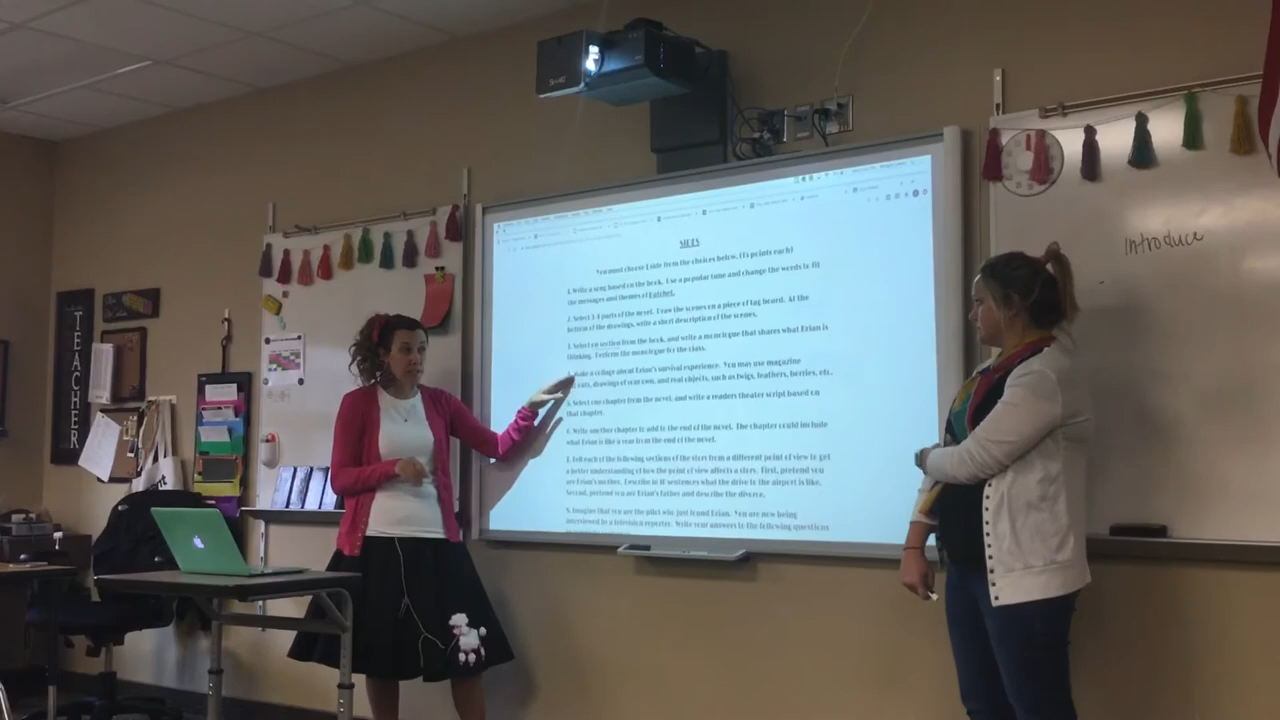 SMART
SIDES
You must choose 1 side from the choices below. (15 points each)
1. Write a song based on the book. Use a popular tune and change the words to fit
the messages and themes of Hatchet.
2. Select 3-4 parts of the novel. Draw the scenes on a piece of tag board. At the
bottom of the drawings, write a short description of the scenes.
3. Select on section from the book, and write a monologue that shares what Brian is
thinking. Perform the monologue for the class.
make a collage about Brian's survival experience. You may use magazine
cut outs, drawings of your own, and real objects, such as twigs, feathers, berries, etc.
5. Select one chapter from the novel, and write a readers theater script based on
that chapter.
6. Write another chapter to add to the end of the novel. The chapter could include
what Brian is like a year from the end of the novel.
7. Tell each of the following sections of the story from a different point of view to get
a better understanding of how the point of view affects a story. First, pretend you
are Brian's mother. Describe in 10 sentences what the drive to the airport is like.
Second, pretend you are Brian's father and describe the divorce.
8. Imagine that you are the pilot who just found Brian. You are now being
interviewed by a television reporter. Write your answers to the following questions
Introduce
TEACHER